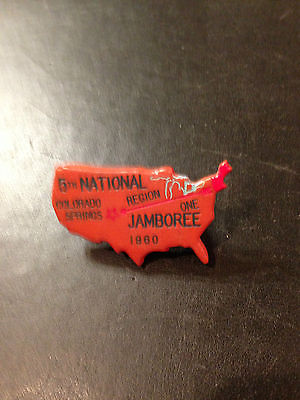 5TH NATIONAL
COLORADO REGION ONE
SPRINGS JAMBOREE
1960